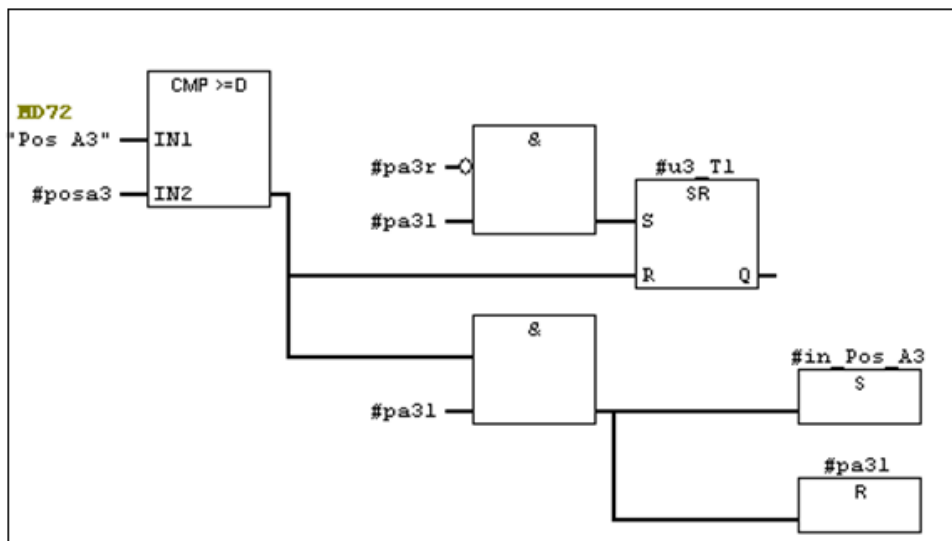 CMP >=D
MD72
"Pos A3"
IN1
#posa3
IN2
&
#pa3r
#pa3l
#u3_T1
SR
S
R
Q
&
#pa3l
#in_Pos_A3
S
#pa3l
R